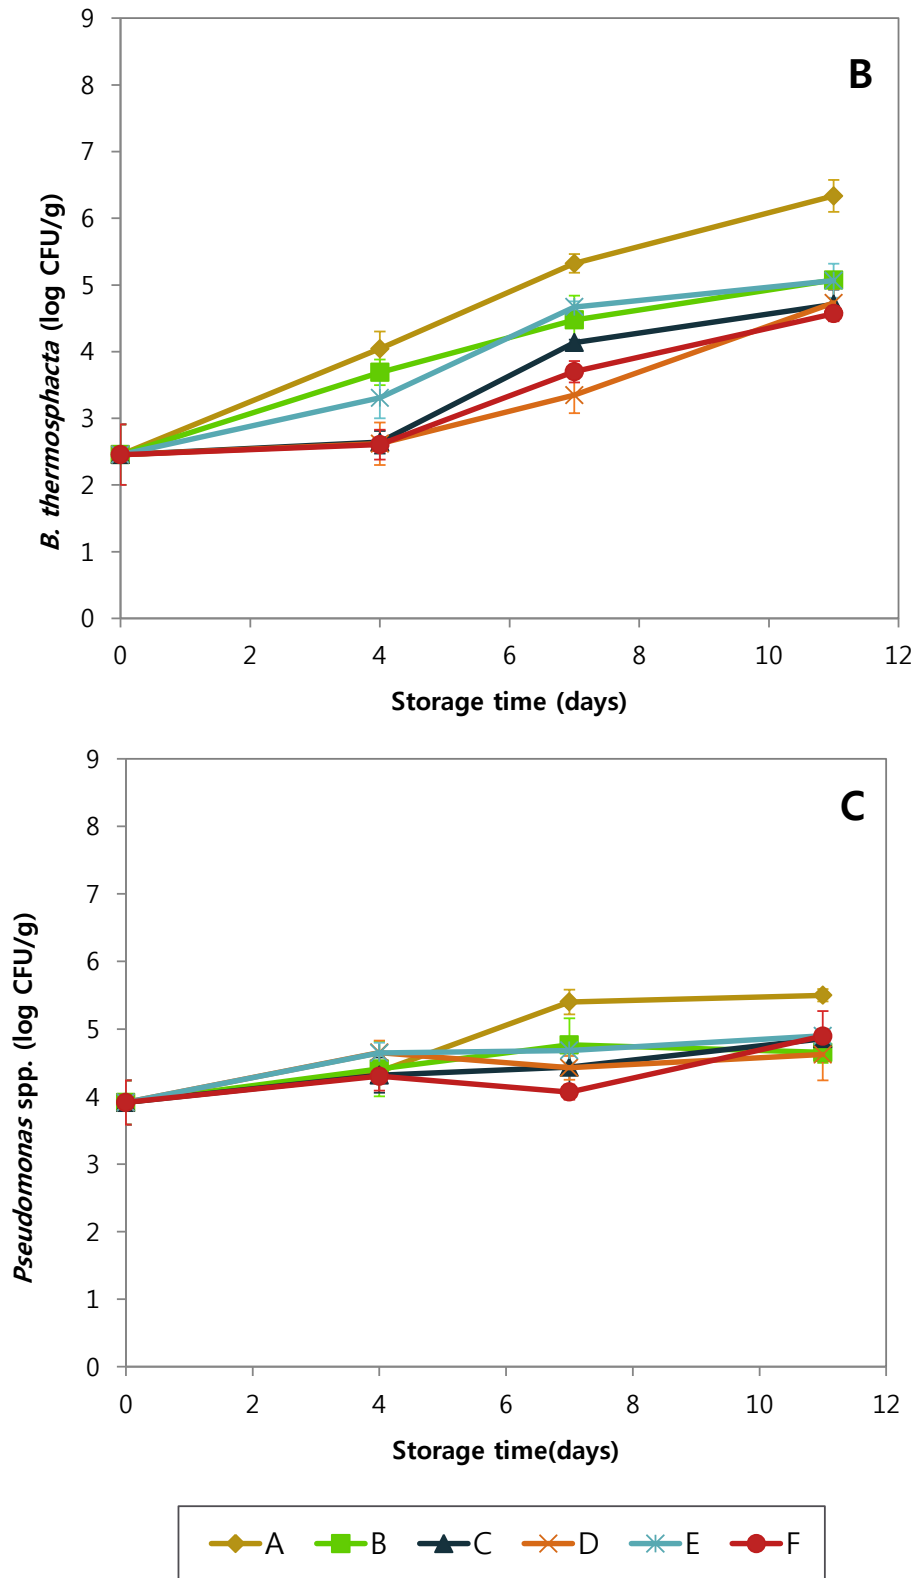 9
8
7
6
5
4
3
2
1
0
B. thermosphacta (log CFU/g)
B
0 2 4 6 8 10 12
Storage time (days)
9
8
7
6
5
4
3
2
1
0
Pseudomonas spp. (log CFU/g)
C
0 2 4 6 8 10 12
Storage time(days)
A B C D E F